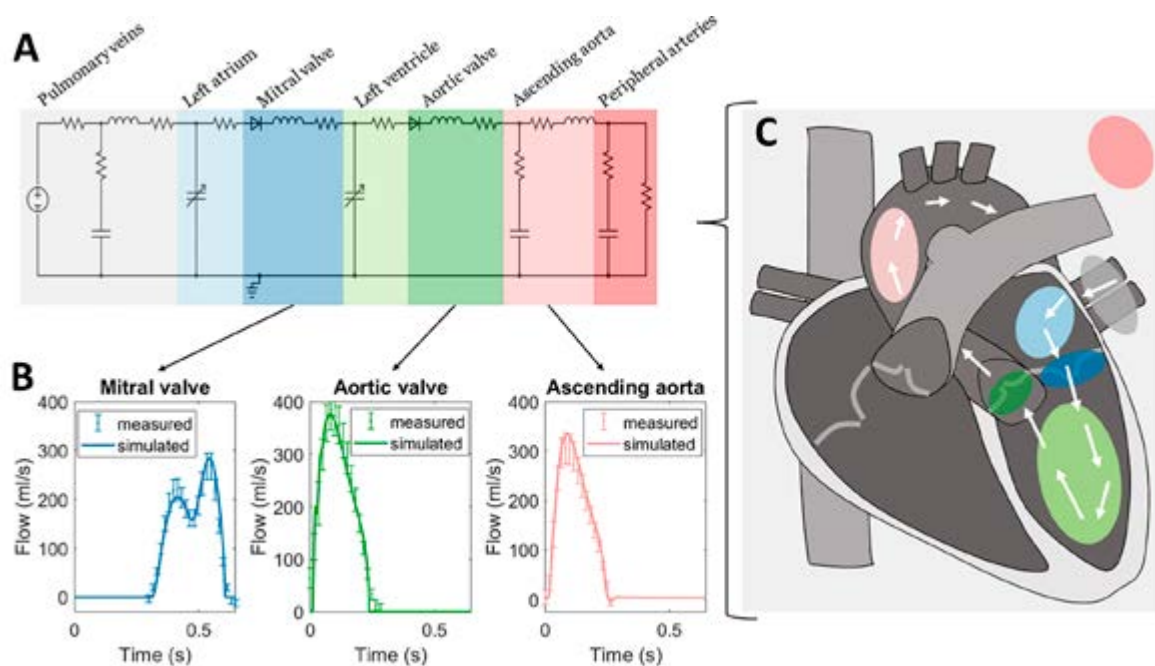 A
Pulmonary veins
Left atrium
Mitral valve
Left ventricle
Aortic valve
Ascending aorta
Peripheral arteries
C
B
Mitral valve
400
measured
simulated
300
200
100
0
Flow (ml/s)
0
0.5
Time (s)
Aortic valve
400
measured
simulated
300
200
100
0
Flow (ml/s)
0
0.5
Time (s)
Ascending aorta
400
measured
simulated
300
200
100
0
Flow (ml/s)
0
0.5
Time (s)